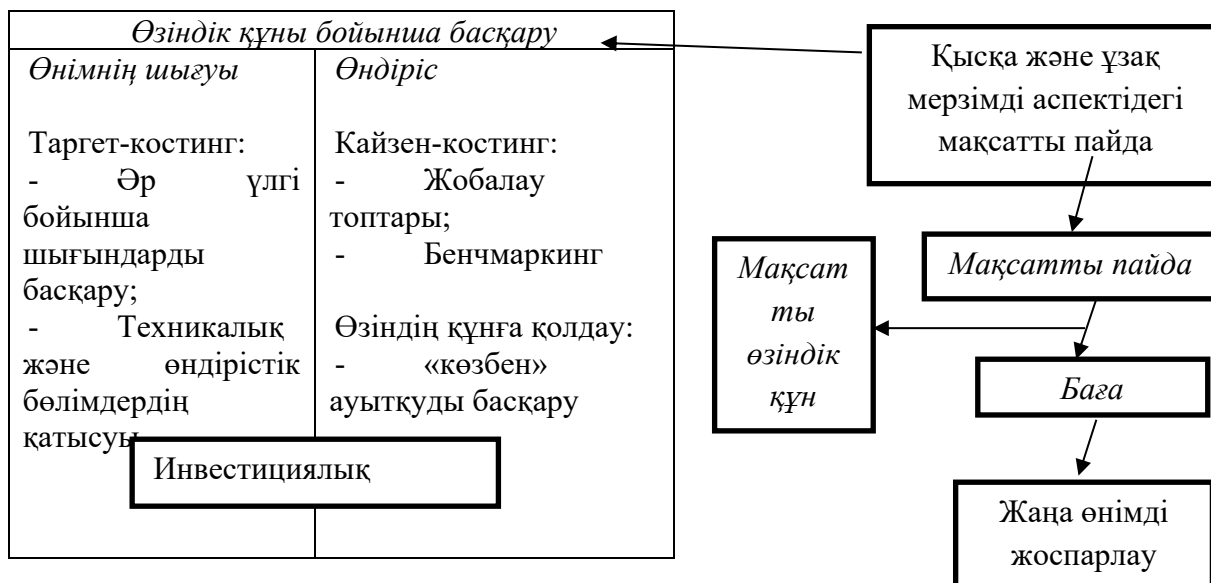 Өзіндік құны бойынша басқару
Өнімнің шығуы
Таргет-костинг:
- Әр үлгі
бойынша
шығындарды
басқару;
- Техникалық
және өндірістік
бөлімдердің
қатысуы
Өндіріс
Кайзен-костинг:
- Жобалау
топтары;
- Бенчмаркинг
Өзіндің құнға қолдау:
- «көзбен»
ауытқуды басқару
Инвестициялық
Қысқа және ұзақ
мерзімді аспектідегі
мақсатты пайда
Мақсат
ты
өзіндік
құн
Мақсатты пайда
Баға
Жаңа өнімді
жоспарлау